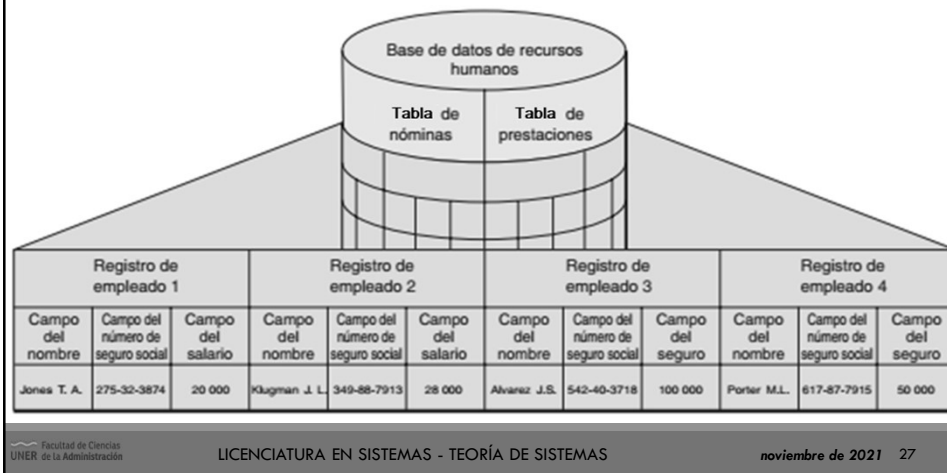 Base de datos de recursos
humanos
Tabla de
nóminas
Tabla de
prestaciones
Registro de
empleado 1
Registro de
empleado 2
Registro de
empleado 3
Registro de
empleado 4
Campo
del
nombre
Campo del
número de
seguro social
Campo
del
salario
Campo
del
nombre
Campo del
número de
seguro social
Campo
del
salario
Campo
del
nombre
Campo del
número de
seguro social
Campo
del
seguro
Campo
del
nombre
Campo del
número de
seguro social
Campo
del
seguro
Jones T. A.
275-32-3874
20 000
Klugman J. L.
349-88-7913
28 000
Alvarez J.S.
542-40-3718
100 000
Porter M.L.
617-87-7915
50 000
UNER
Facultad de Ciencias
de la Administración
LICENCIATURA EN SISTEMAS - TEORÍA DE SISTEMAS
noviembre de 2021 27